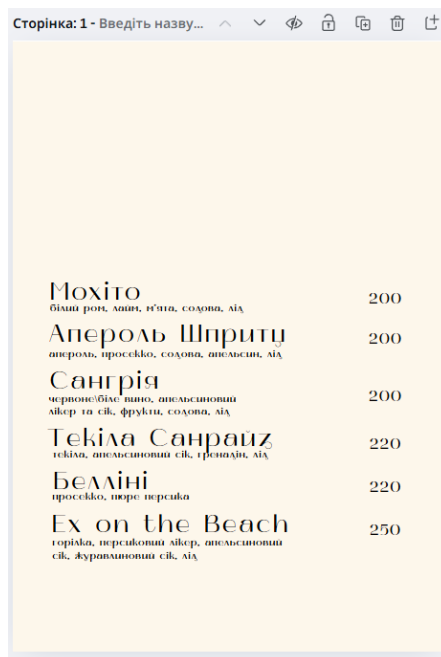 Сторінка: 1 - Введіть назву...
Мохіто 200
білий ром, лайм, м'ята, содова, лід
Апероль Шприц 200
апероль, просекко, содова, апельсин, лід
Сангрія 200
червоне\біле вино, апельсиновий
лікер та сік, фрукти, содова, лід
Текіла Санрайз 220
текіла, апельсиновий сік, гренадін, лід
Белліні 220
просекко, пюре персика
Ex on the Beach 250
горілка, персиковий лікер, апельсиновий
сік, журавлиновий сік, лід